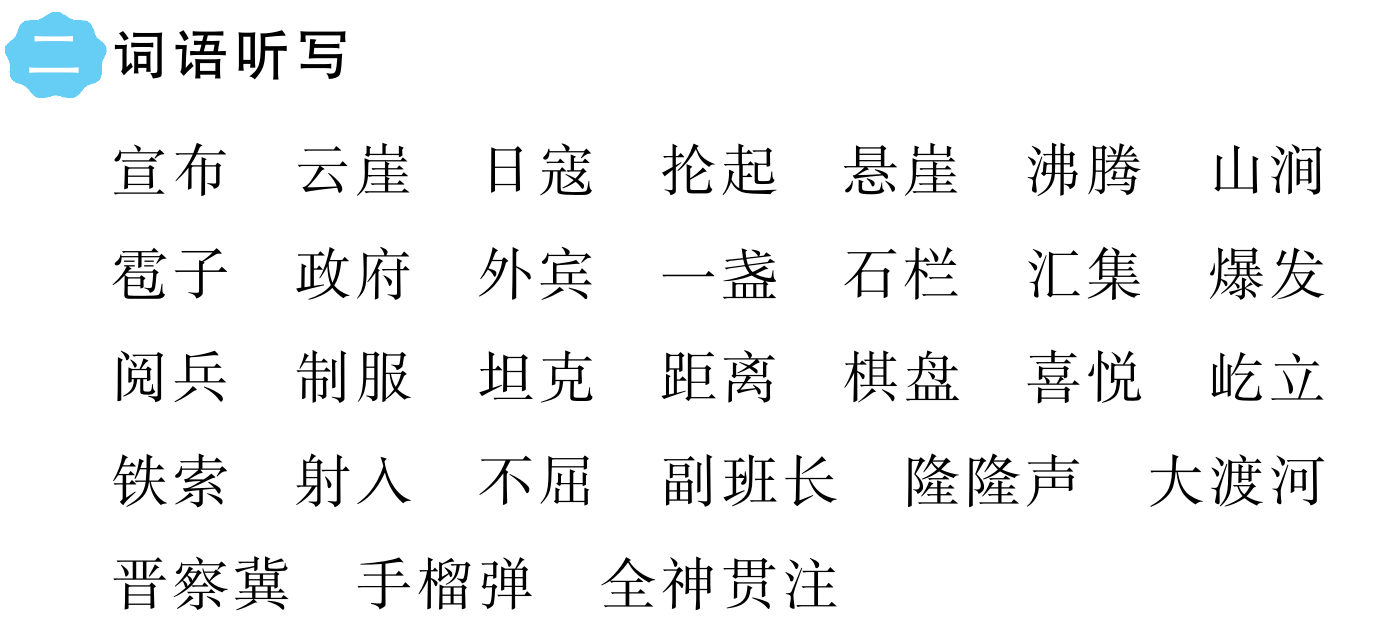 二 词语听写
宣布 云崖 日寇 抡起 悬崖 沸腾 山涧
雹子 政府 外宾 一盏 石栏 汇集 爆发
阅兵 制服 坦克 距离 棋盘 喜悦 屹立
铁索 射入 不屈 副班长 隆隆声 大渡河
晋察冀 手榴弹 全神贯注